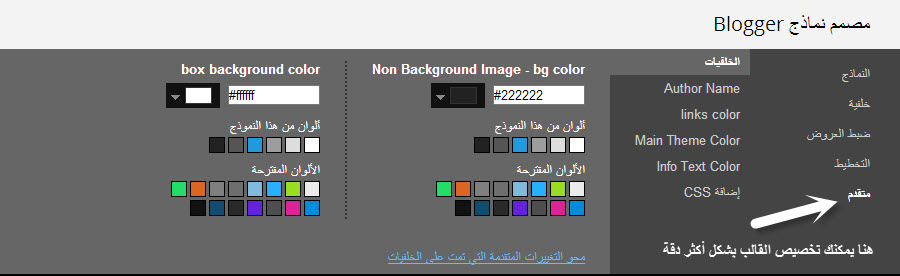 مصمم نماذج Blogger
النماذج
خلفية
ضبط العروض
التخطيط
متقدم
هنا يمكنك تخصيص القالب بشكل أكثر دقة
الخلفيات
Author Name
links color
Main Theme Color
Info Text Color
إضافة CSS
Non Background Image - bg color
#222222
ألوان من هذا النموذج
الألوان المقترحة
box background color
#ffffff
ألوان من هذا النموذج
الألوان المقترحة
محو التغييرات المتقدمة التي تمت على الخلفيات